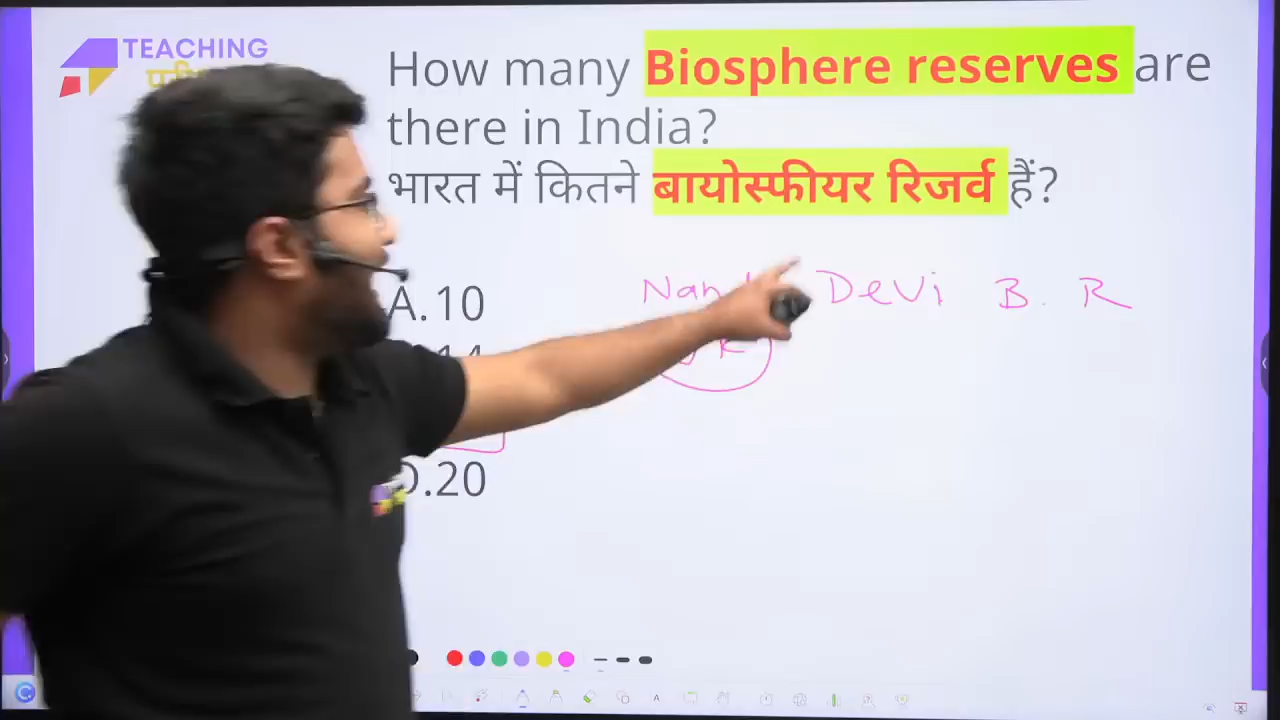 TEACHING
How many Biosphere reserves are
there in India?
भारत में कितने बायोस्फीयर रिजर्व हैं?
A.10
Devi B. R
D.20